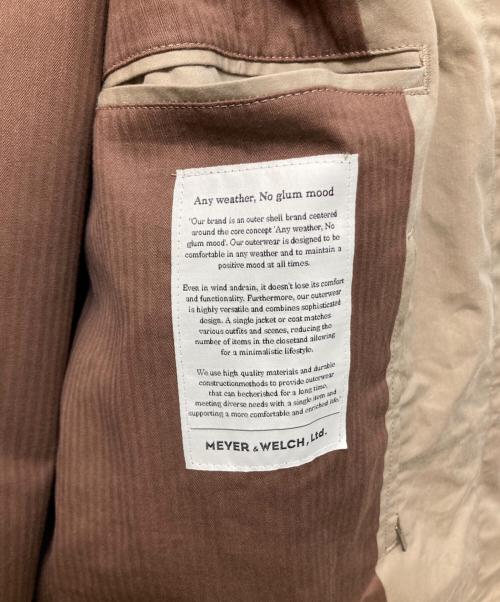 Any weather, No glum mood
"Our brand is an outer shell brand centered
around the core concept 'Any weather, No
glum mood'. Our outerwear is designed to be
comfortable in any weather and to maintain a
positive mood at all times.
Even in wind andrain, it doesn't lose its comfort
and functionality. Furthermore, our outerwear
is highly versatile and combines sophisticated
design. A single jacket or coat matches
various outfits and scenes, reducing the
number of items in the closetand allowing
for a minimalistic lifestyle.
We use high quality materials and durable
constructionmethods to provide outerwear
that can becherished for a long time,
meeting diverse needs with a single item and
supporting a more comfortable and enriched life."
MEYER & WELCH, Ltd.